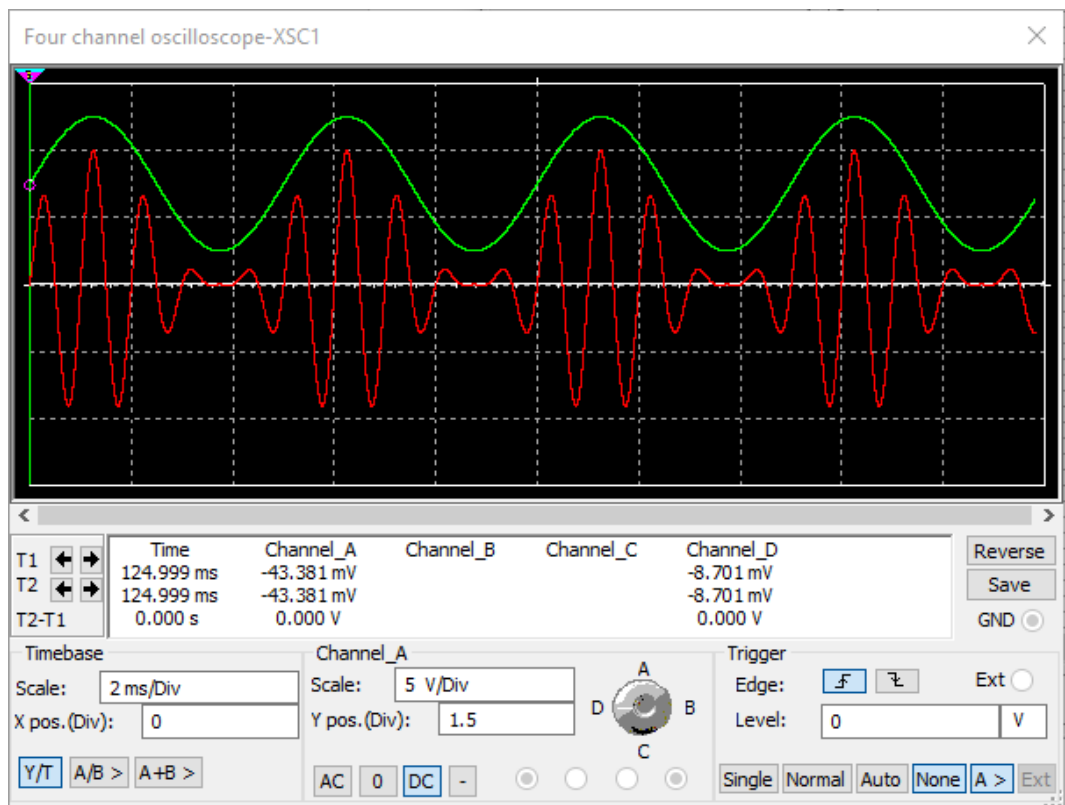 Four channel oscilloscope-XSC1
T1
T2
T2-T1
Time Channel_A Channel_B Channel_C Channel_D
124.999 ms -43.381 mV -8.701 mV
124.999 ms -43.381 mV -8.701 mV
0.000 s 0.000 V 0.000 V
Reverse
Save
GND
Timebase
Scale: 2 ms/Div
X pos.(Div): 0
Y/T A/B > A+B >
Channel_A
Scale: 5 V/Div
Y pos.(Div): 1.5
AC 0 DC -
A
D B
C
Trigger
Edge: Ext
Level: 0 V
Single Normal Auto None A > Ext